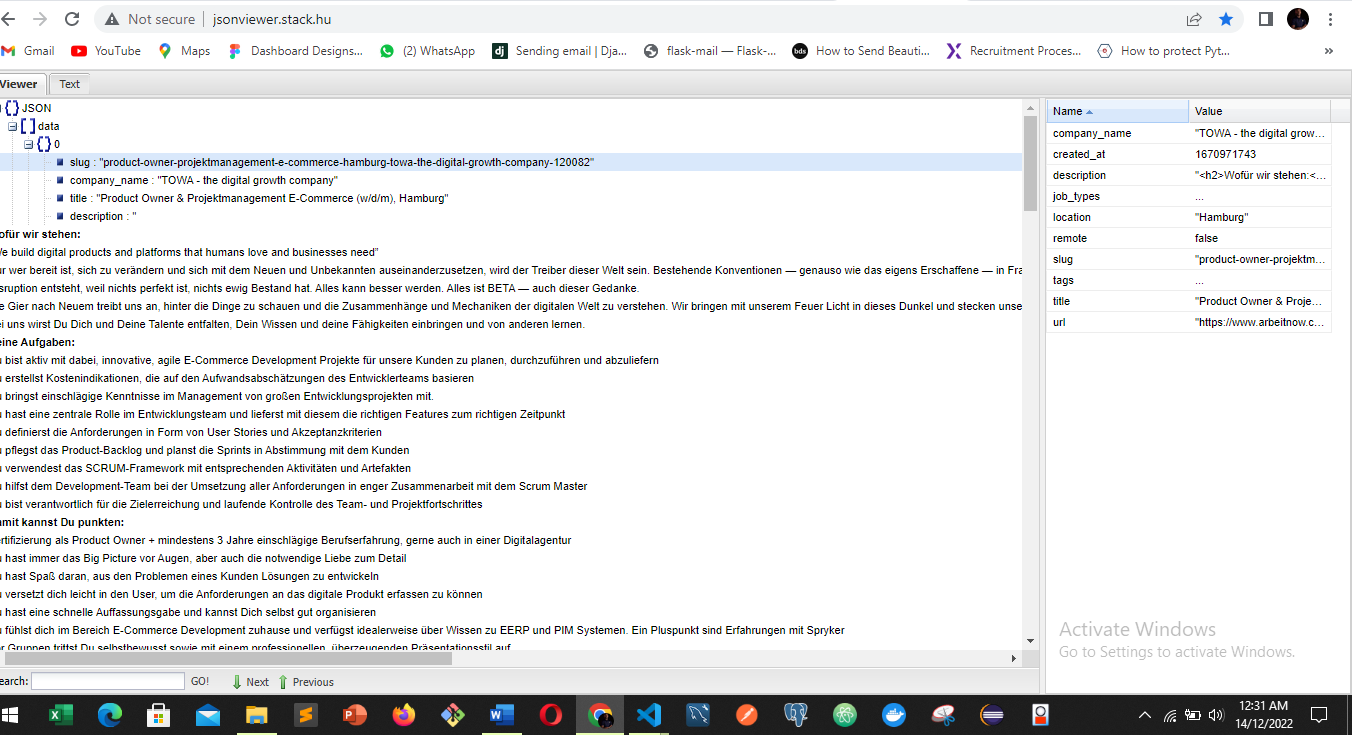 Not secure
jsonviewer.stack.hu
Gmail
YouTube
Maps
Dashboard Designs...
(2) WhatsApp
dj
Sending email | Dja...
flask-mail — Flask-...
bds
How to Send Beauti...
Recruitment Proces...
How to protect Pyt...
»
Viewer
Text
JSON
data
0
slug : "product-owner-projektmanagement-e-commerce-hamburg-towa-the-digital-growth-company-120082"
company_name : "TOWA - the digital growth company"
title : "Product Owner & Projektmanagement E-Commerce (w/d/m), Hamburg"
description : "
ofür wir stehen:
e build digital products and platforms that humans love and businesses need"
ur wer bereit ist, sich zu verändern und sich mit dem Neuen und Unbekannten auseinanderzusetzen, wird der Treiber dieser Welt sein. Bestehende Konventionen — genauso wie das eigens Erschaffene — in Fra
sruption entsteht, weil nichts perfekt ist, nichts ewig Bestand hat. Alles kann besser werden. Alles ist BETA — auch dieser Gedanke.
e Gier nach Neuem treibt uns an, hinter die Dinge zu schauen und die Zusammenhänge und Mechaniken der digitalen Welt zu verstehen. Wir bringen mit unserem Feuer Licht in dieses Dunkel und stecken unse
ei uns wirst Du Dich und Deine Talente entfalten, Dein Wissen und deine Fähigkeiten einbringen und von anderen lernen.
eine Aufgaben:
u bist aktiv mit dabei, innovative, agile E-Commerce Development Projekte für unsere Kunden zu planen, durchzuführen und abzuliefern
u erstellst Kostenindikationen, die auf den Aufwandsabschätzungen des Entwicklerteams basieren
u bringst einschlägige Kenntnisse im Management von großen Entwicklungsprojekten mit.
u hast eine zentrale Rolle im Entwicklungsteam und lieferst mit diesem die richtigen Features zum richtigen Zeitpunkt
u definierst die Anforderungen in Form von User Stories und Akzeptanzkriterien
u pflegst das Product-Backlog und planst die Sprints in Abstimmung mit dem Kunden
u verwendest das SCRUM-Framework mit entsprechenden Aktivitäten und Artefakten
u hilfst dem Development-Team bei der Umsetzung aller Anforderungen in enger Zusammenarbeit mit dem Scrum Master
u bist verantwortlich für die Zielerreichung und laufende Kontrolle des Team- und Projektfortschrittes
amit kannst Du punkten:
ertifizierung als Product Owner + mindestens 3 Jahre einschlägige Berufserfahrung, gerne auch in einer Digitalagentur
u hast immer das Big Picture vor Augen, aber auch die notwendige Liebe zum Detail
u hast Spaß daran, aus den Problemen eines Kunden Lösungen zu entwickeln
u versetzt dich leicht in den User, um die Anforderungen an das digitale Produkt erfassen zu können
u hast eine schnelle Auffassungsgabe und kannst Dich selbst gut organisieren
u fühlst dich im Bereich E-Commerce Development zuhause und verfügst idealerweise über Wissen zu EERP und PIM Systemen. Ein Pluspunkt sind Erfahrungen mit Spryker
or Gruppen trittst Du selbstbewusst sowie mit einem professionellen, überzeugenden Präsentationsstil auf
earch:
GO!
Next
Previous
Name
Value
company_name
"TOWA - the digital grow...
created_at
1670971743
description
"<h2>Wofür wir stehen:<...
job_types
...
location
"Hamburg"
remote
false
slug
"product-owner-projektm...
tags
...
title
"Product Owner & Proje...
url
"https://www.arbeitnow.c...
Activate Windows
Go to Settings to activate Windows.
12:31 AM
14/12/2022